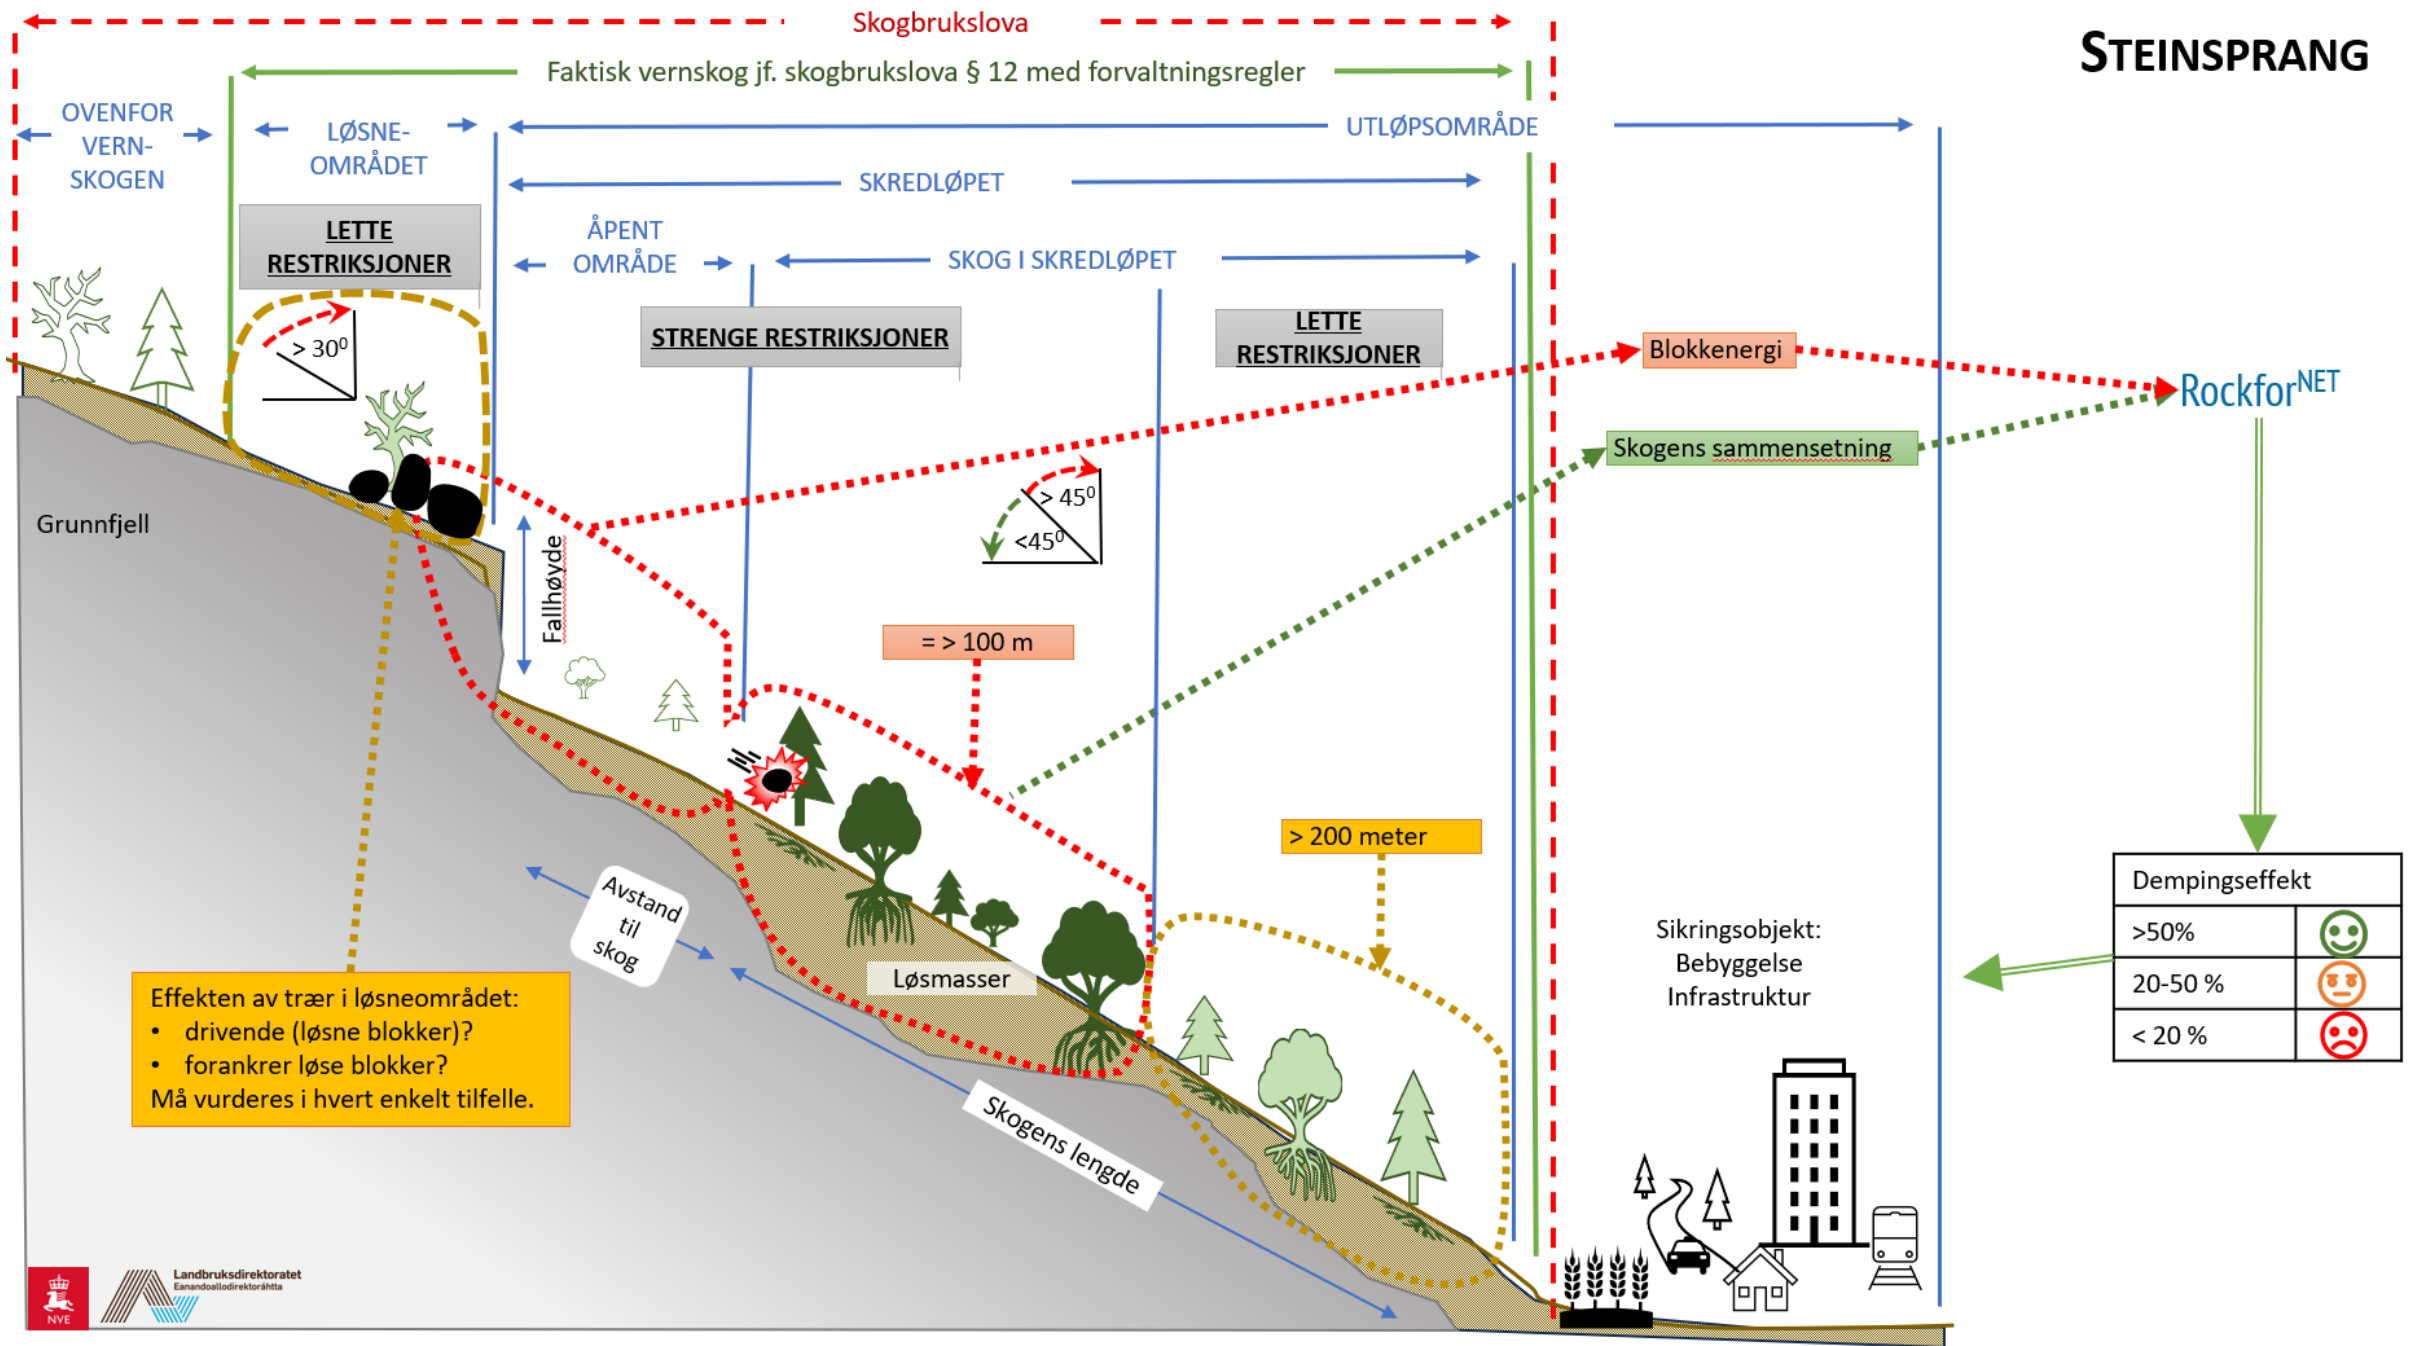 Skogbrukslova
STEINSPRANG
Faktisk vernskog jf. skogbrukslova § 12 med forvaltningsregler
OVENFOR
VERN-
SKOGEN
LØSNE-
OMRÅDET
UTLØPSOMRÅDE
SKREDLØPET
LETTE
RESTRIKSJONER
ÅPENT
OMRÅDE
SKOG I SKREDLØPET
STRENGE RESTRIKSJONER
LETTE
RESTRIKSJONER
> 30⁰
Blokkenergi
RockforNET
Skogens sammensetning
> 45⁰
<45⁰
Grunnfjell
Fallhøyde
= > 100 m
> 200 meter
Avstand
til
skog
Løsmasser
Skogens lengde
Effekten av trær i løsneområdet:
• drivende (løsne blokker)?
• forankrer løse blokker?
Må vurderes i hvert enkelt tilfelle.
Sikringsobjekt:
Bebyggelse
Infrastruktur
Dempingseffekt
>50%
20-50 %
< 20 %
NVE
Landbruksdirektoratet
Eanandoallodirektoráhtta